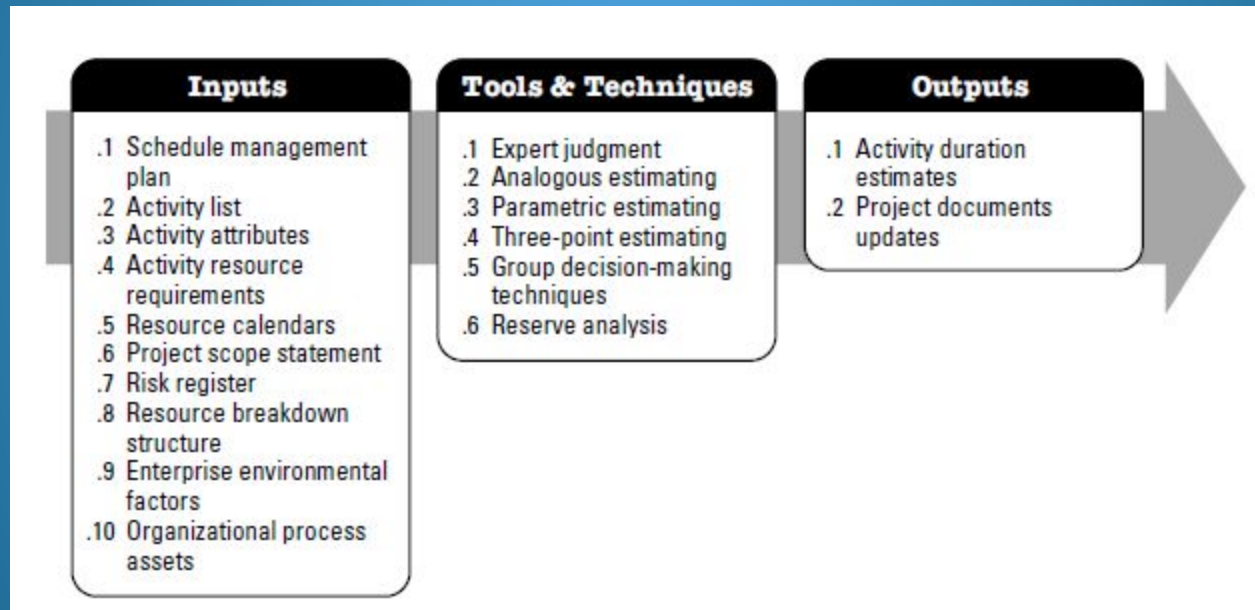 Inputs
.1 Schedule management
plan
.2 Activity list
.3 Activity attributes
.4 Activity resource
requirements
.5 Resource calendars
.6 Project scope statement
.7 Risk register
.8 Resource breakdown
structure
.9 Enterprise environmental
factors
.10 Organizational process
assets
Tools & Techniques
.1 Expert judgment
.2 Analogous estimating
.3 Parametric estimating
.4 Three-point estimating
.5 Group decision-making
techniques
.6 Reserve analysis
Outputs
.1 Activity duration
estimates
.2 Project documents
updates